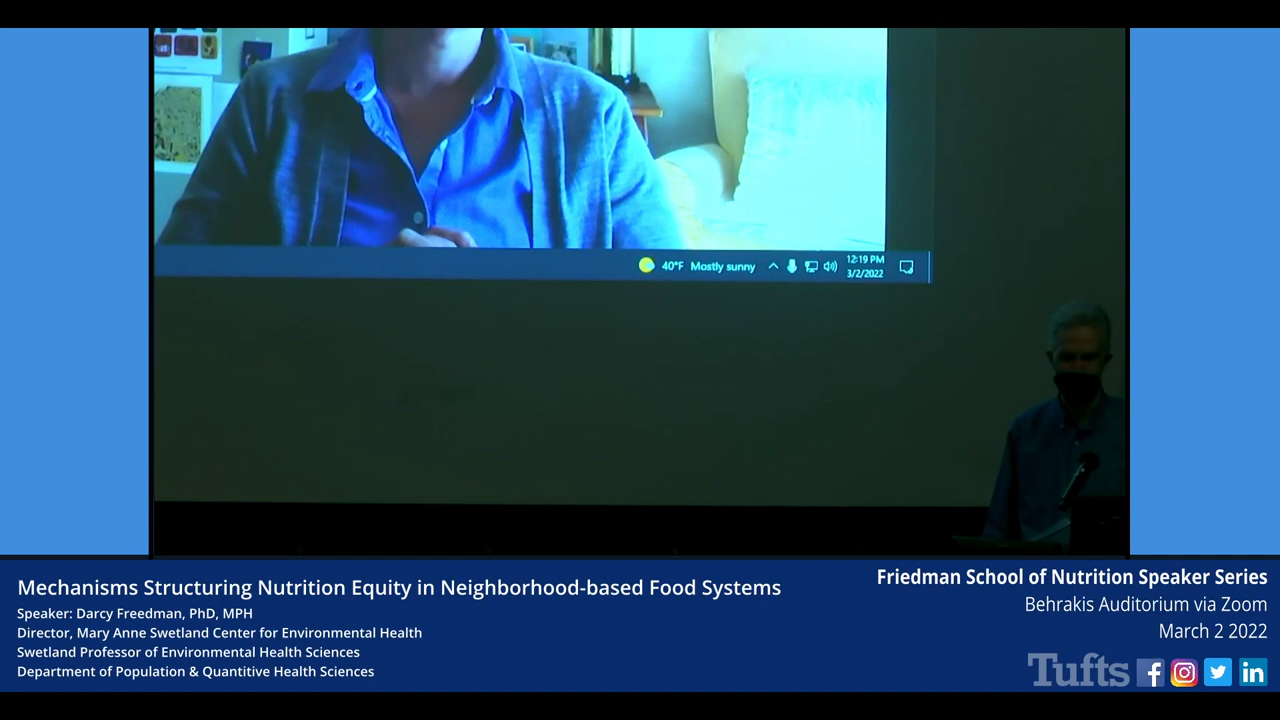 40°F Mostly sunny
12:19 PM
3/2/2022
Mechanisms Structuring Nutrition Equity in Neighborhood-based Food Systems
Speaker: Darcy Freedman, PhD, MPH
Director, Mary Anne Swetland Center for Environmental Health
Swetland Professor of Environmental Health Sciences
Department of Population & Quantitative Health Sciences
Friedman School of Nutrition Speaker Series
Behrakis Auditorium via Zoom
March 2 2022
Tufts